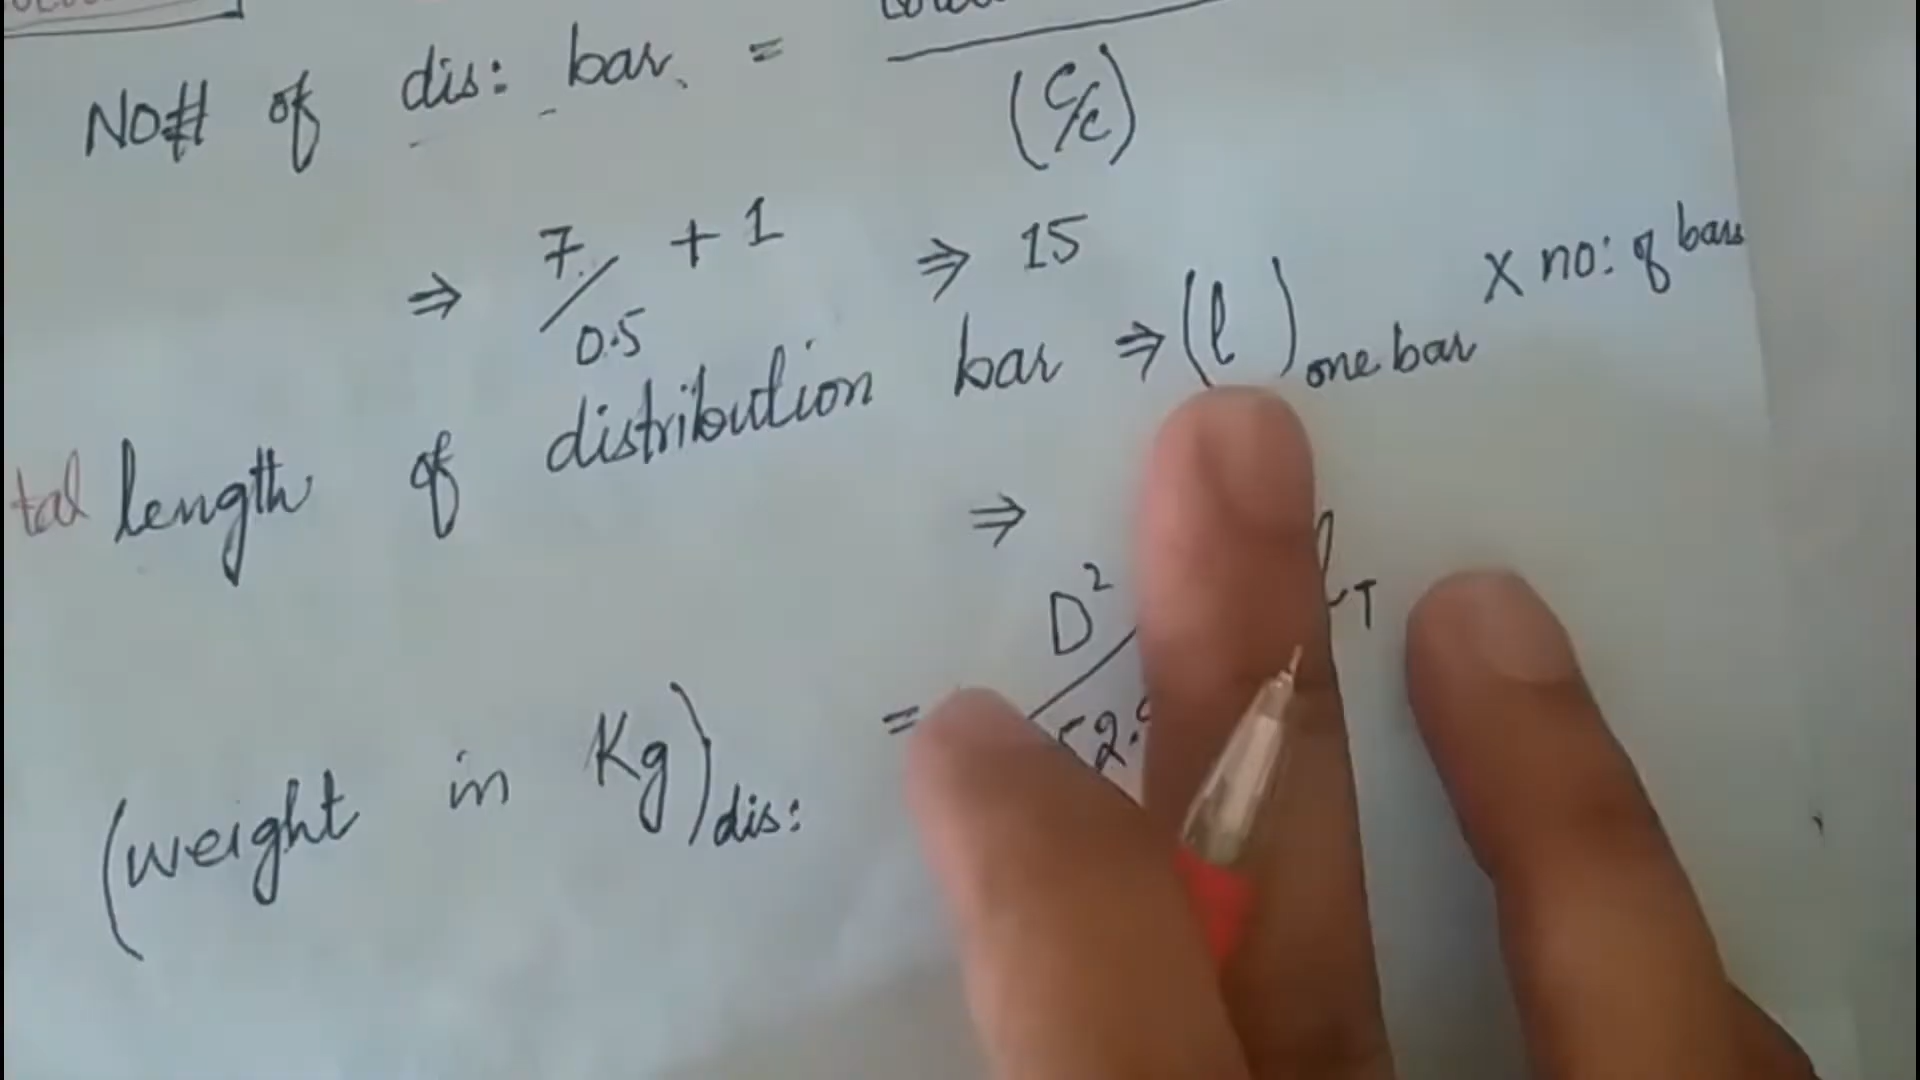 No# of dis: bar =
(c/c)
⇒ 7/0.5 + 1 ⇒ 15
tal length of distribution bar ⇒ (l) one bar x no: of bars
⇒
(weight in Kg) dis: = D² / 52.